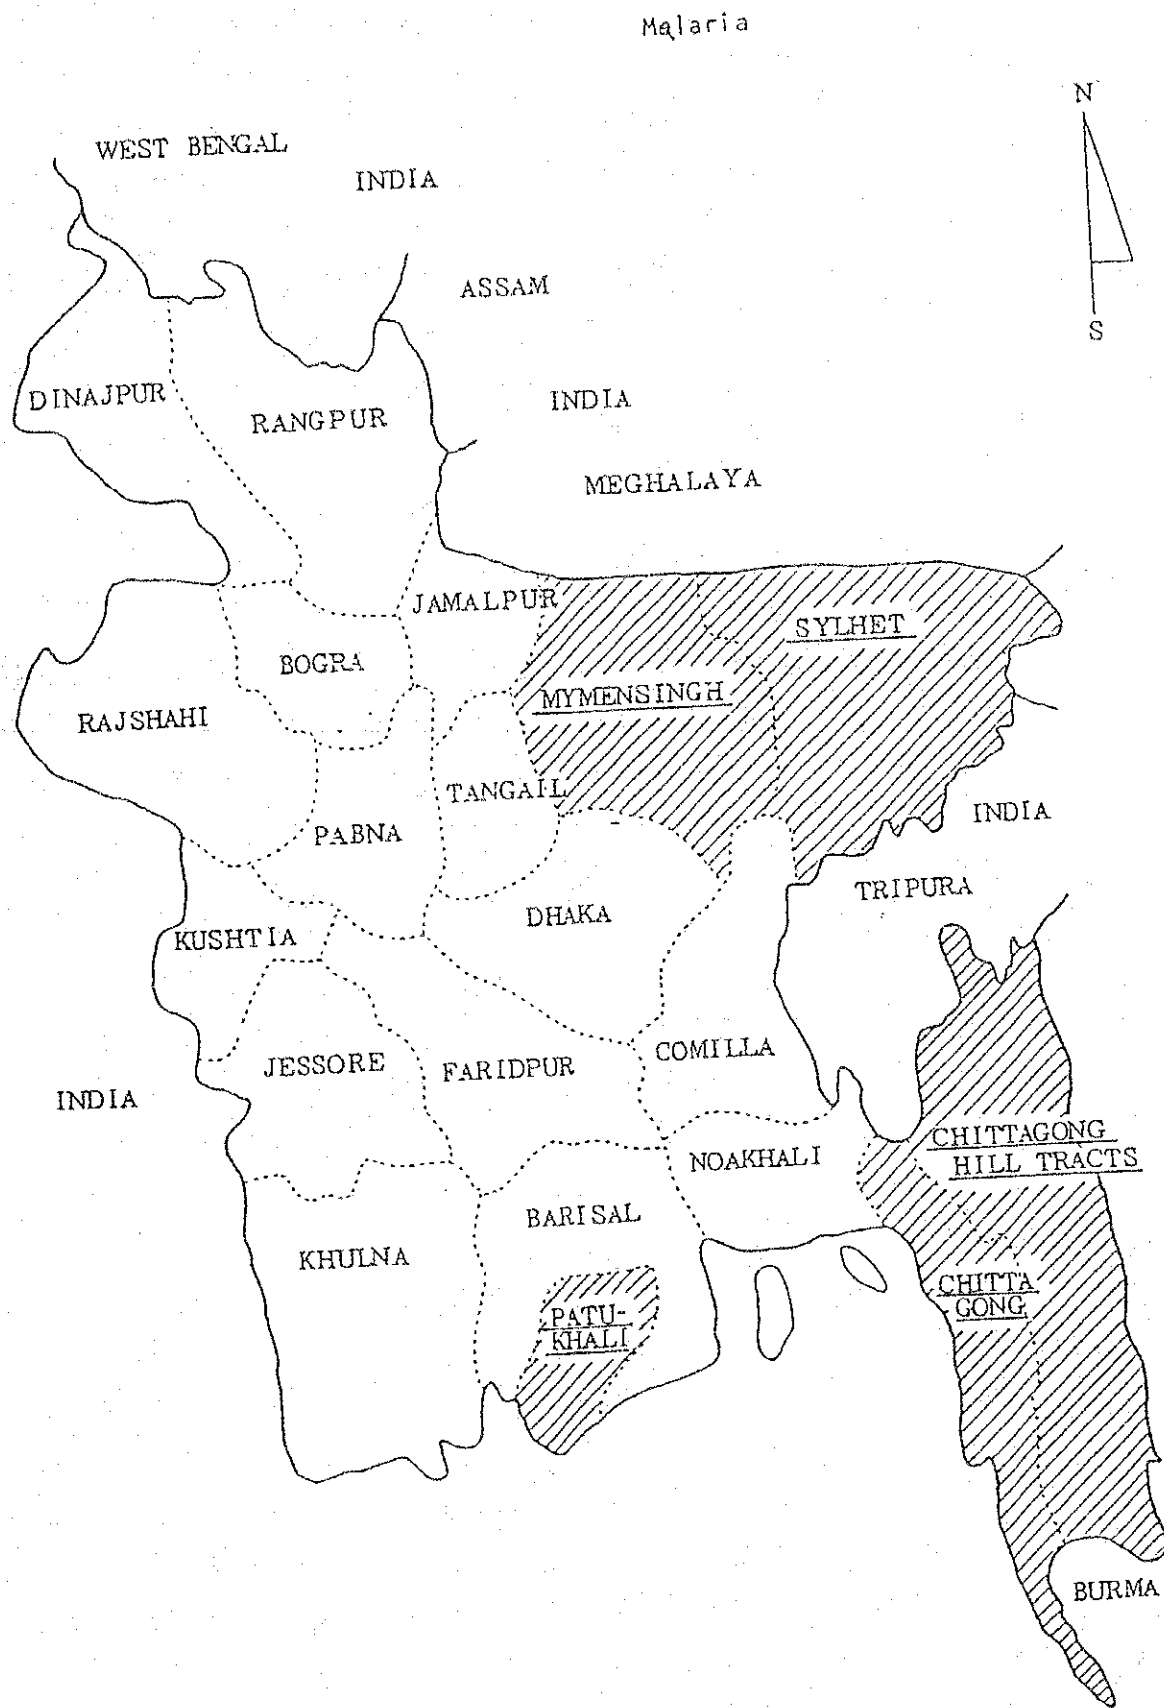 Malaria
N
WEST BENGAL
INDIA
ASSAM
S
DINAJPUR
RANGPUR
INDIA
MEGHALAYA
JAMALPUR
SYLHET
BOGRA
MYMENSINGH
RAJSHAHI
TANGAIL
INDIA
PABNA
TRIPURA
DHAKA
KUSHTIA
COMILLA
JESSORE
FARIDPUR
INDIA
CHITTAGONG
HILL TRACTS
NOAKHALI
BARISAL
KHULNA
CHITTA
GONG
PATU-
KHALI
BURMA